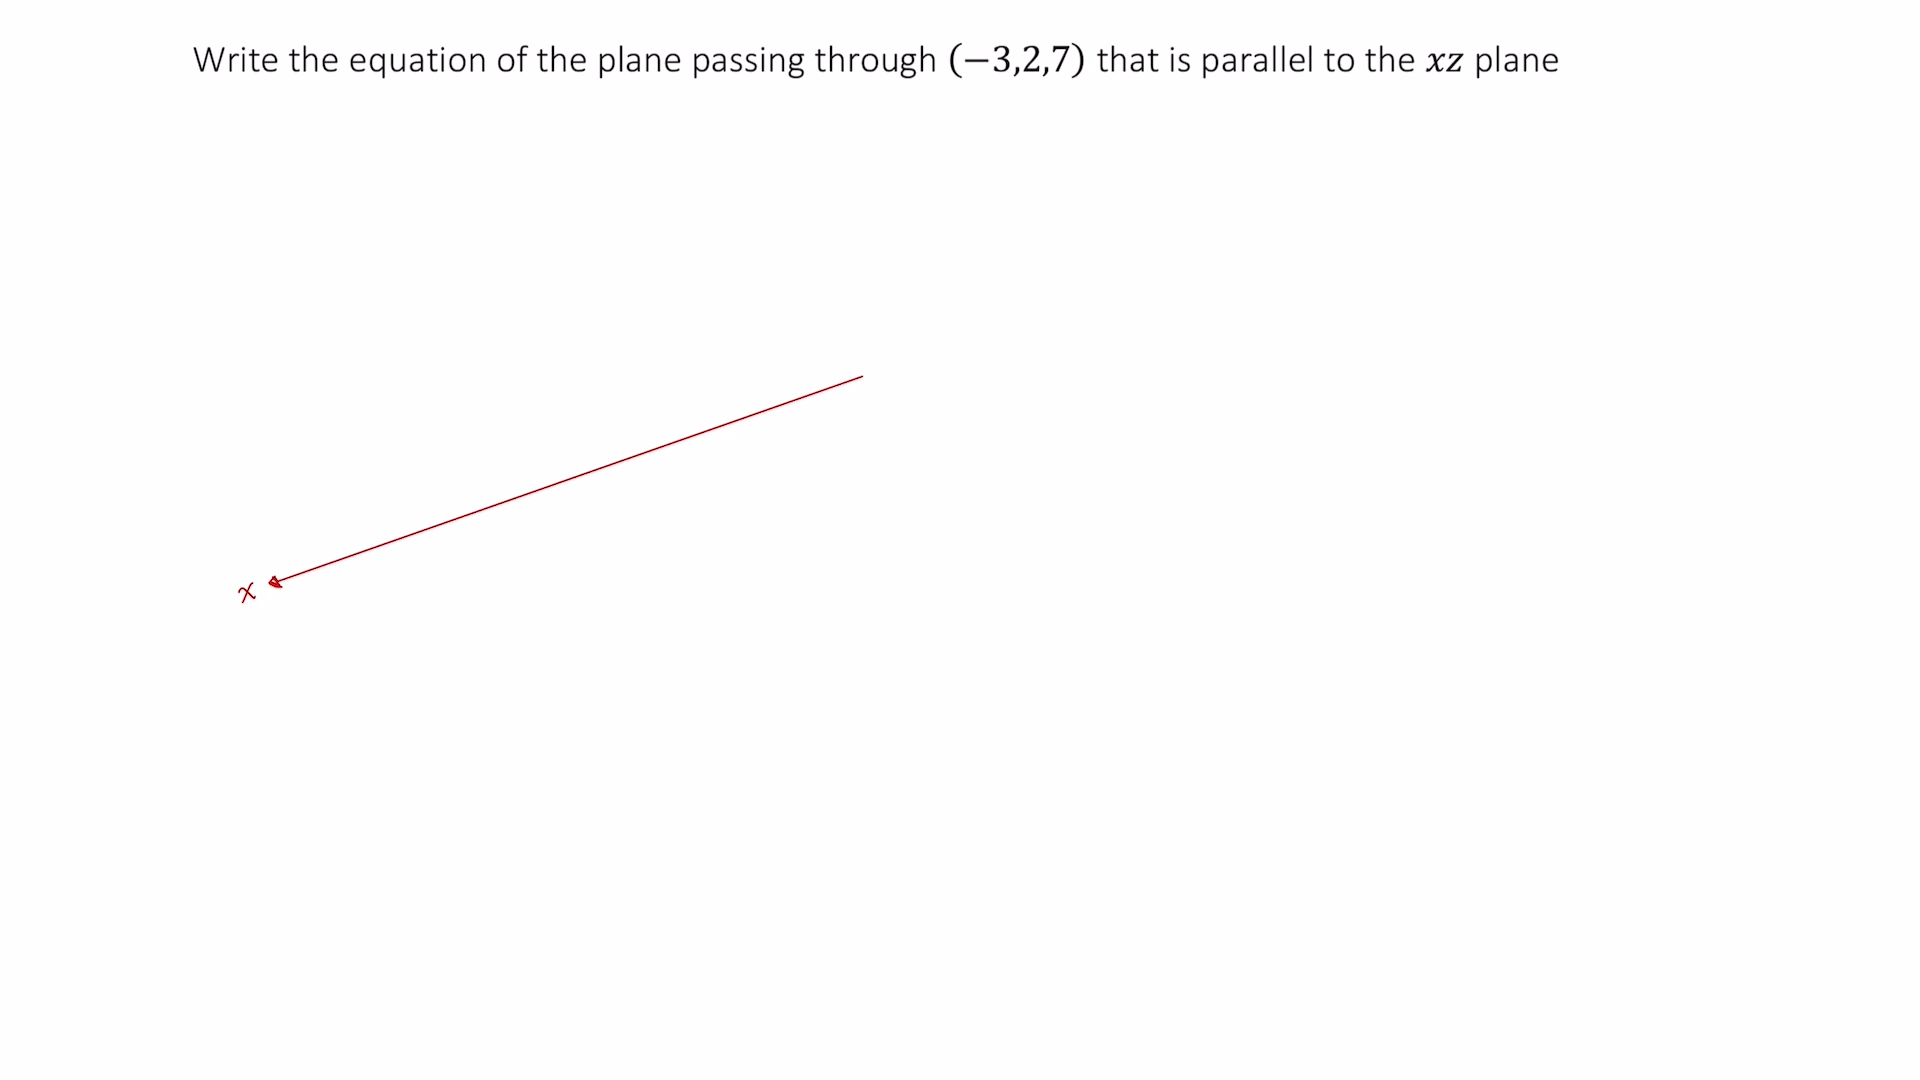 Write the equation of the plane passing through (−3,2,7) that is parallel to the xz plane
x